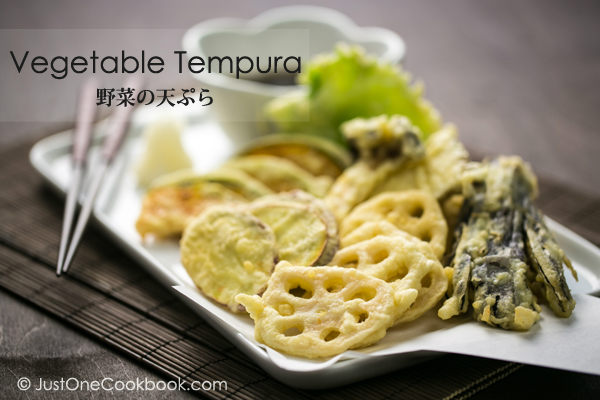 Vegetable Tempura
野菜の天ぷら
© JustOneCookbook.com